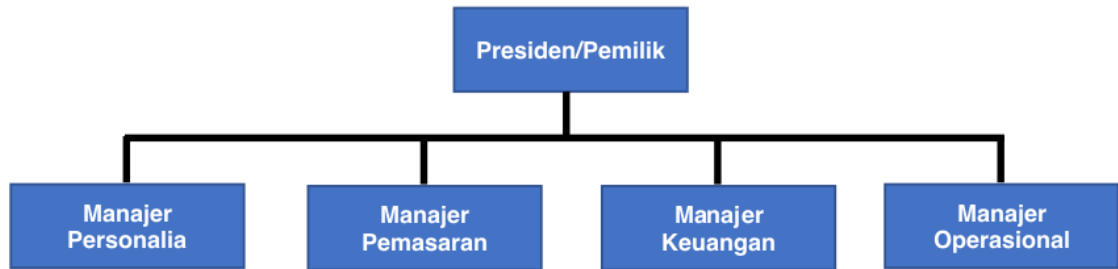 Presiden/Pemilik
Manajer
Personalia
Manajer
Pemasaran
Manajer
Keuangan
Manajer
Operasional